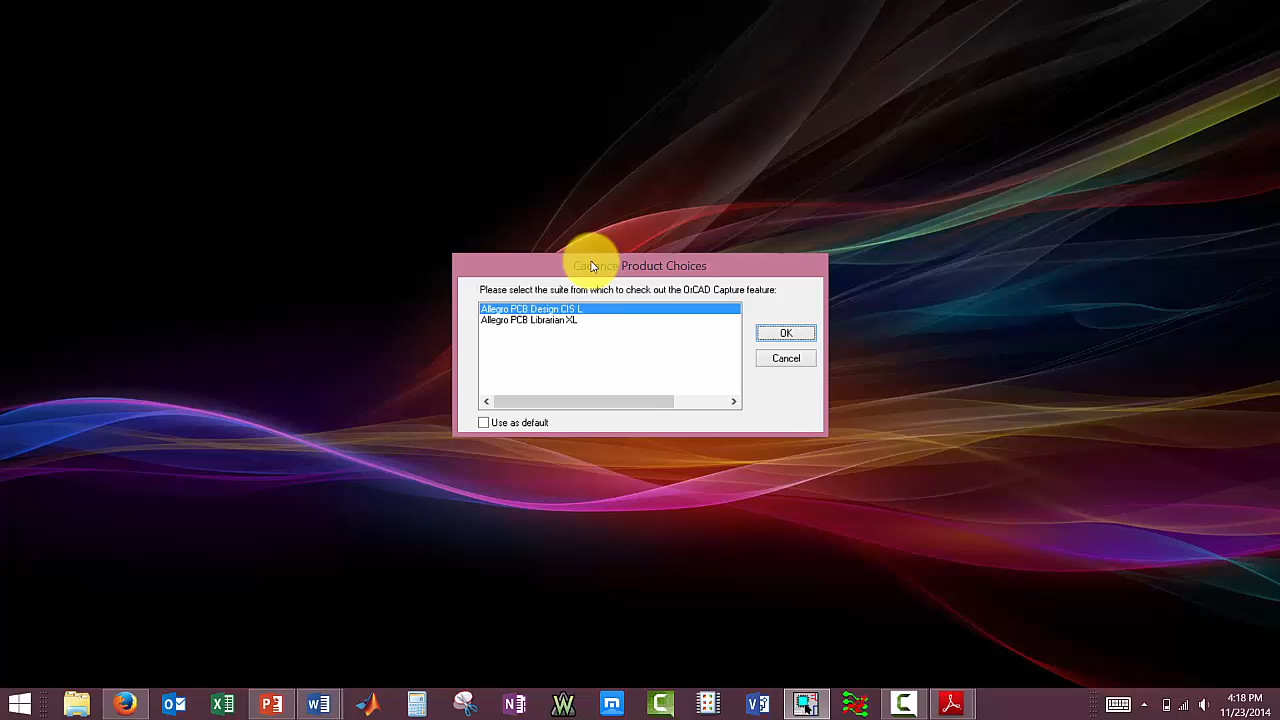 Cadence Product Choices
Please select the suite from which to check out the OrCAD Capture feature:
Allegro PCB Design CIS L
Allegro PCB Librarian XL
OK
Cancel
Use as default
4:18 PM
11/23/2014